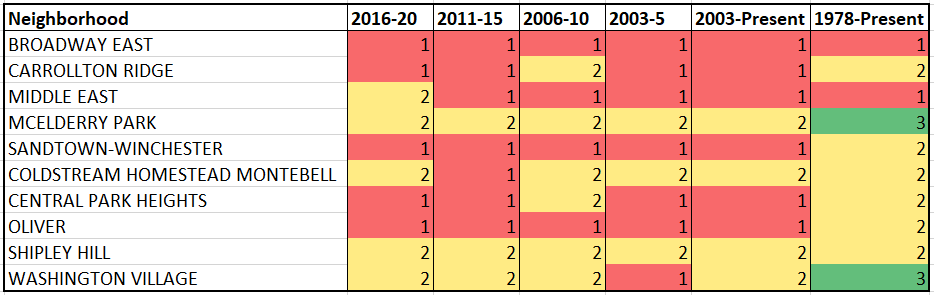 Neighborhood 2016-20 2011-15 2006-10 2003-5 2003-Present 1978-Present
BROADWAY EAST 1 1 1 1 1 1
CARROLLTON RIDGE 1 1 2 1 1 2
MIDDLE EAST 2 1 1 1 1 1
MCELDERRY PARK 2 2 2 2 2 3
SANDTOWN-WINCHESTER 1 1 1 1 1 2
COLDSTREAM HOMESTEAD MONTEBELL 2 1 2 2 2 2
CENTRAL PARK HEIGHTS 1 1 2 1 1 2
OLIVER 1 1 1 1 1 2
SHIPLEY HILL 2 2 2 2 2 2
WASHINGTON VILLAGE 2 2 2 1 2 3